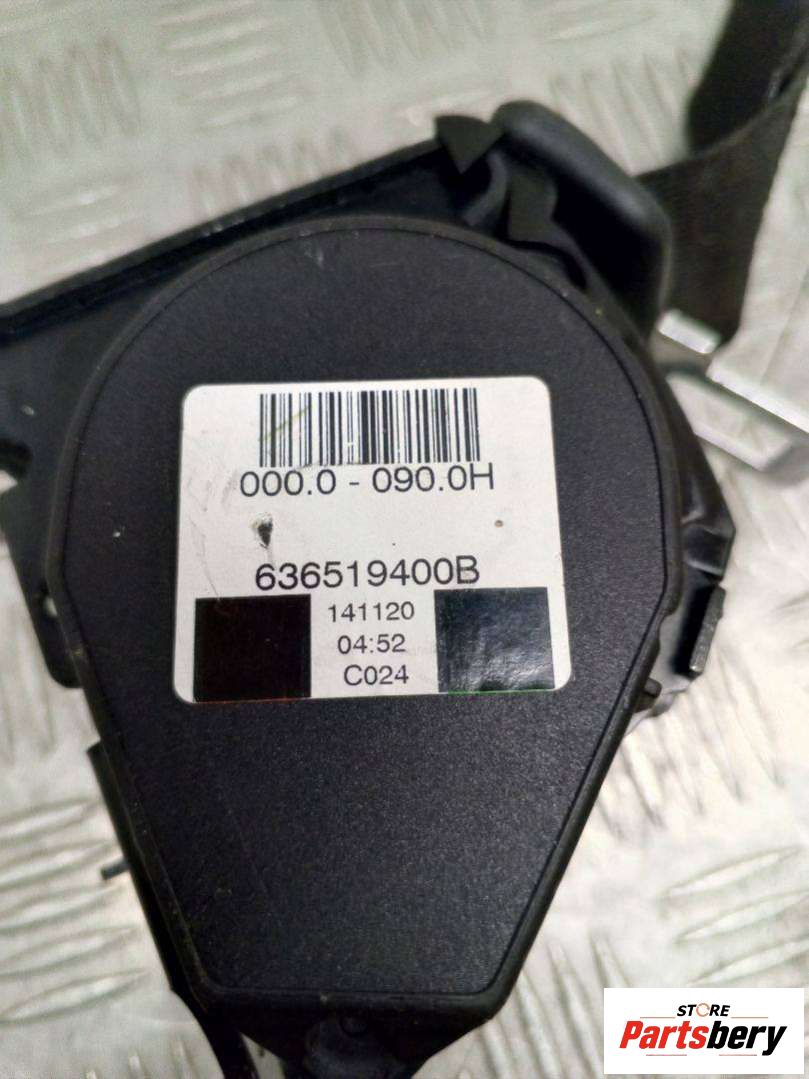 000.0 - 090.0H
636519400B
141120
04:52
C024
STORE
Partsbery